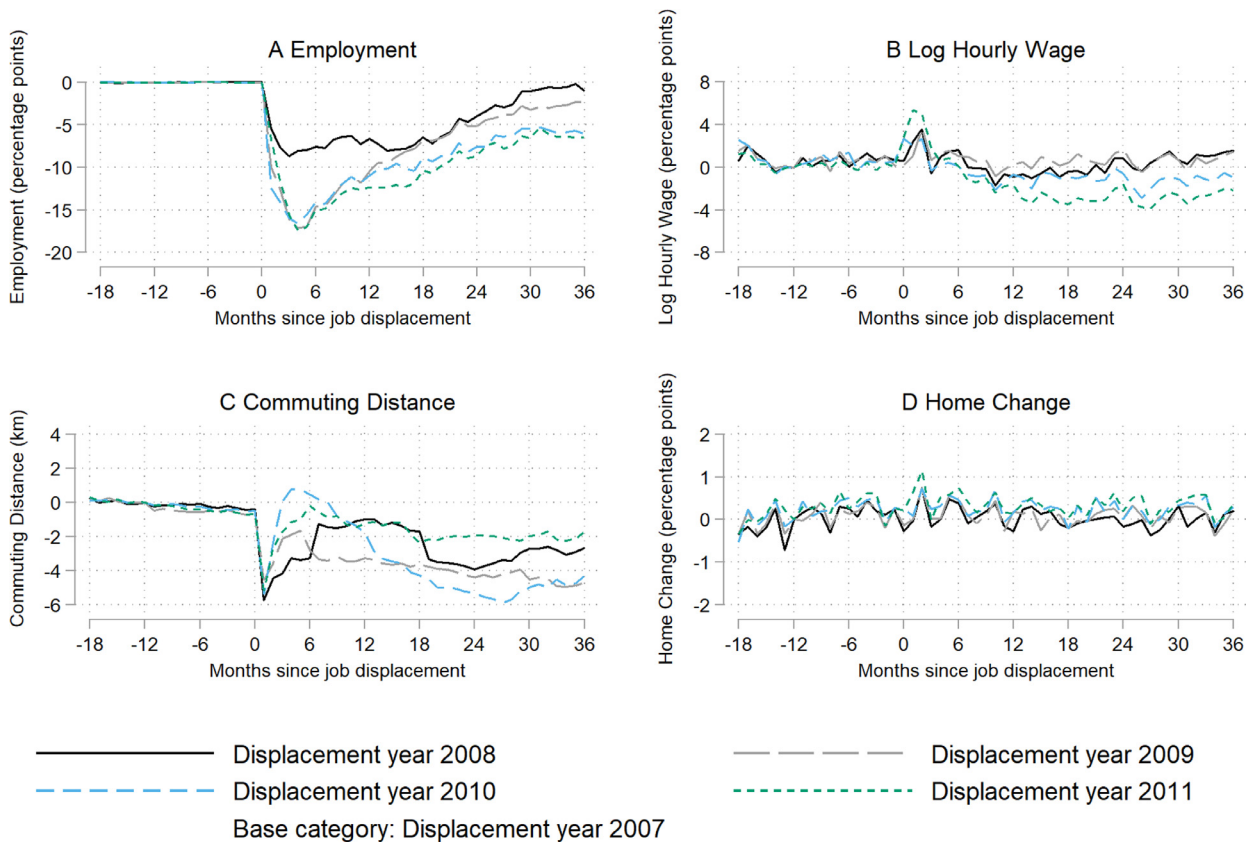 A Employment
Employment (percentage points)
0
-5
-10
-15
-20
-18 -12 -6 0 6 12 18 24 30 36
Months since job displacement
B Log Hourly Wage
Log Hourly Wage (percentage points)
8
4
0
-4
-8
-18 -12 -6 0 6 12 18 24 30 36
Months since job displacement
C Commuting Distance
Commuting Distance (km)
4
2
0
-2
-4
-6
-18 -12 -6 0 6 12 18 24 30 36
Months since job displacement
D Home Change
Home Change (percentage points)
2
1
0
-1
-2
-18 -12 -6 0 6 12 18 24 30 36
Months since job displacement
Displacement year 2008
Displacement year 2009
Displacement year 2010
Displacement year 2011
Base category: Displacement year 2007